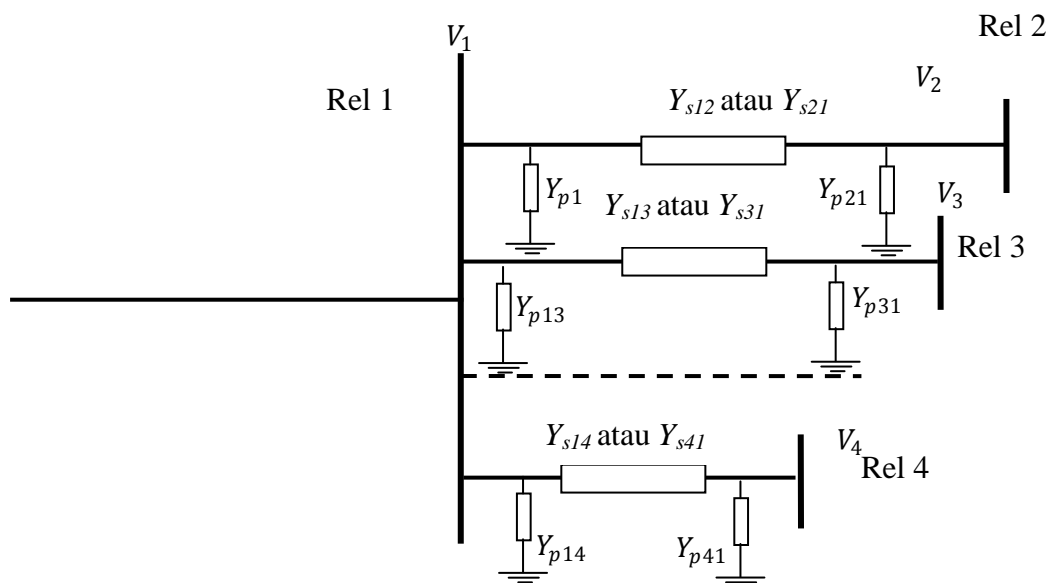 Rel 2
V₁
V₂
Rel 1
Yₛ₁₂ atau Yₛ₂₁
Yₚ₁
Yₚ₂₁
V₃
Yₛ₁₃ atau Yₛ₃₁
Rel 3
Yₚ₁₃
Yₚ₃₁
Yₛ₁₄ atau Yₛ₄₁
V₄
Rel 4
Yₚ₁₄
Yₚ₄₁